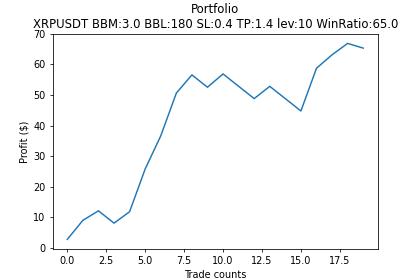 Portfolio
XRPUSDT BBM:3.0 BBL:180 SL:0.4 TP:1.4 lev:10 WinRatio:65.0
70
60
50
40
30
20
10
0
Profit ($)
0.0 2.5 5.0 7.5 10.0 12.5 15.0 17.5
Trade counts